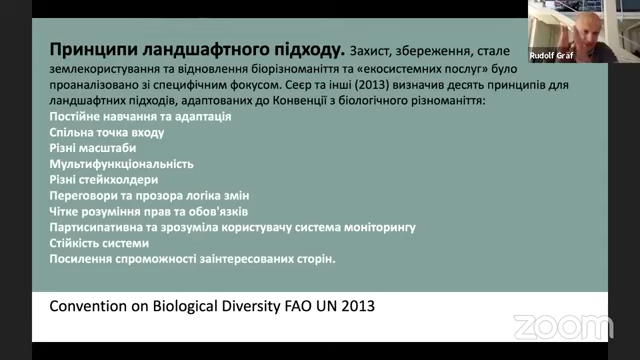 Принципи ландшафтного підходу. Захист, збереження, стале
землекористування та відновлення біорізноманіття та «екосистемних послуг» було
проаналізовано зі специфічним фокусом. Сеєр та інші (2013) визначив десять принципів для
ландшафтних підходів, адаптованих до Конвенції з біологічного різноманіття:
Постійне навчання та адаптація
Спільна точка входу
Різні масштаби
Мультифункціональність
Різні стейкхолдери
Переговори та прозора логіка змін
Чітке розуміння прав та обов'язків
Партисипативна та зрозуміла користувачу система моніторингу
Стійкість системи
Посилення спроможності заінтересованих сторін.
Convention on Biological Diversity FAO UN 2013
Rudolf Gräf
zoom